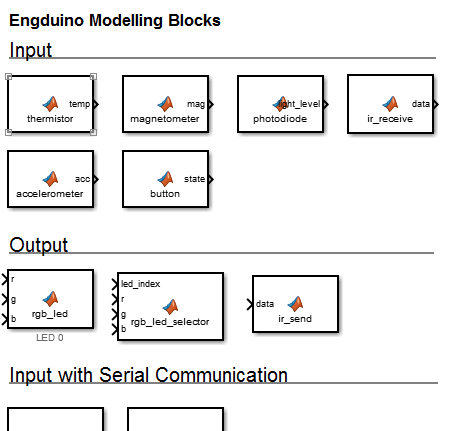 Engduino Modelling Blocks
Input
temp
thermistor
mag
magnetometer
light_level
photodiode
data
ir_receive
acc
accelerometer
state
button
Output
r
g
b
rgb_led
LED 0
led_index
r
g
b
rgb_led_selector
data
ir_send
Input with Serial Communication